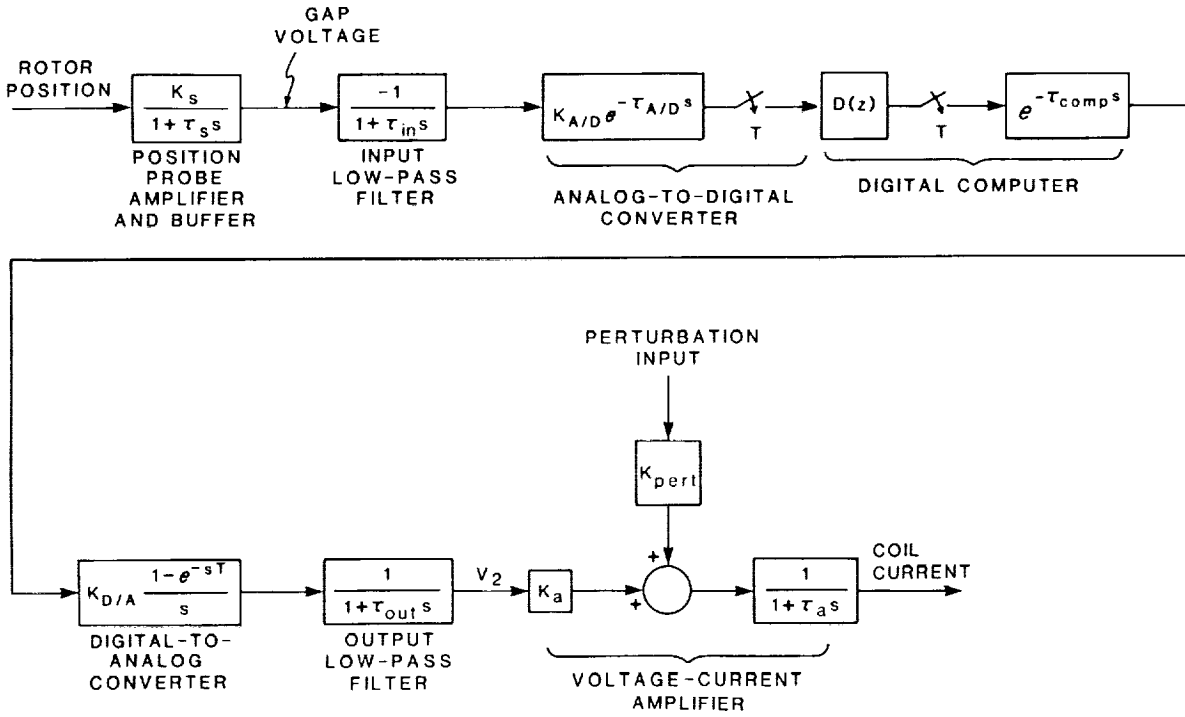 GAP
VOLTAGE
ROTOR
POSITION
K_s
1 + τ_s s
-1
1 + τ_in s
K_A/D e^-τ_A/D s
T
D(z)
T
e^-τ_comp s
POSITION
PROBE
AMPLIFIER
AND BUFFER
INPUT
LOW-PASS
FILTER
ANALOG-TO-DIGITAL
CONVERTER
DIGITAL COMPUTER
PERTURBATION
INPUT
K_pert
K_D/A
1-e^-sT
s
1
1+τ_out s
V_2
K_a
+
+
1
1 + τ_a s
COIL
CURRENT
DIGITAL-TO-
ANALOG
CONVERTER
OUTPUT
LOW-PASS
FILTER
VOLTAGE-CURRENT
AMPLIFIER